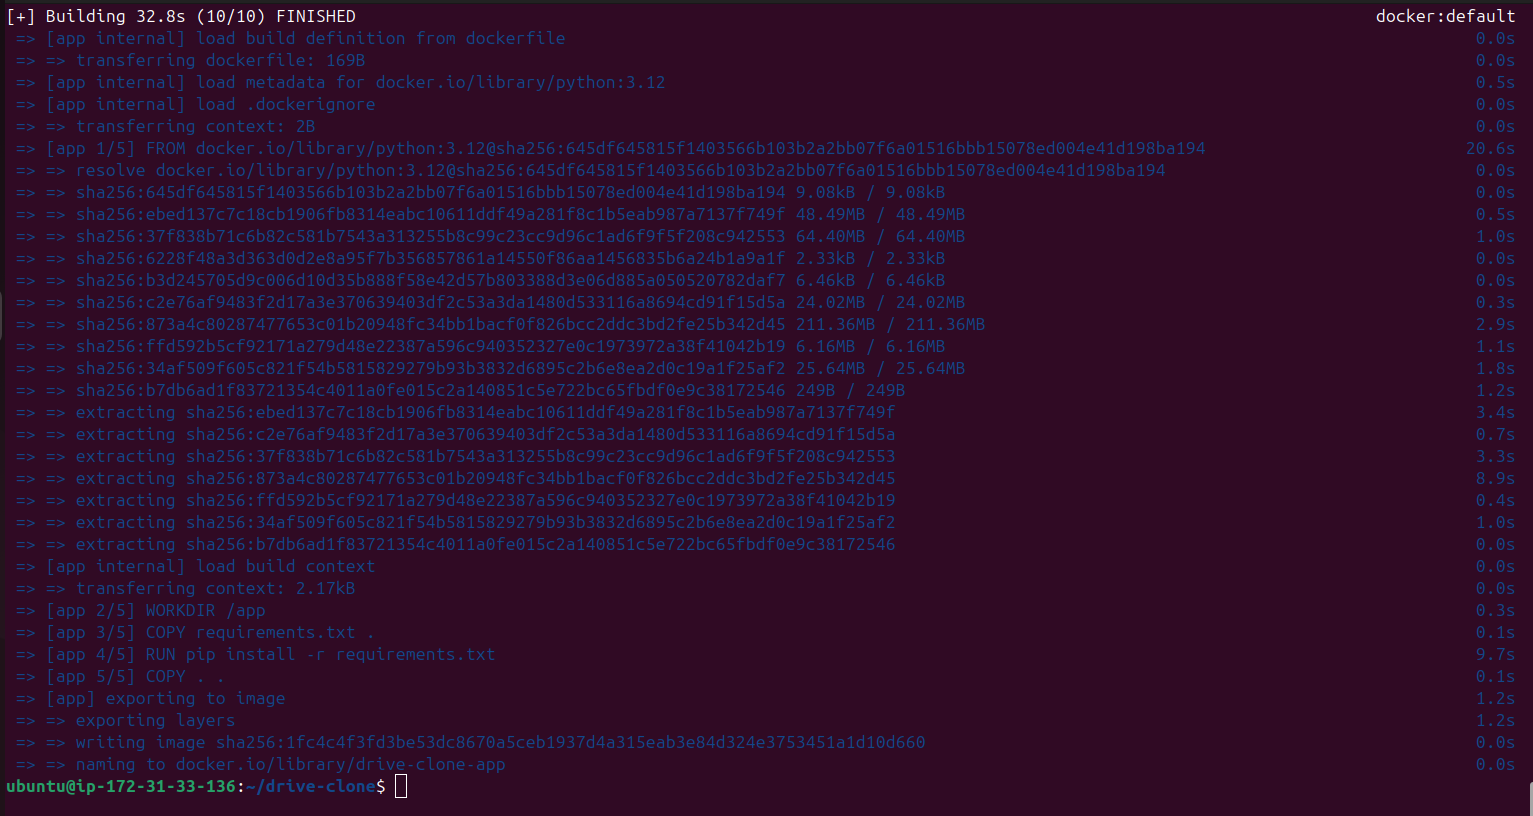 [+] Building 32.8s (10/10) FINISHED docker:default
=> [app internal] load build definition from dockerfile 0.0s
=> => transferring dockerfile: 169B 0.0s
=> [app internal] load metadata for docker.io/library/python:3.12 0.5s
=> [app internal] load .dockerignore 0.0s
=> => transferring context: 2B 0.0s
=> [app 1/5] FROM docker.io/library/python:3.12@sha256:645df645815f1403566b103b2a2bb07f6a01516bbb15078ed004e41d198ba194 20.6s
=> => resolve docker.io/library/python:3.12@sha256:645df645815f1403566b103b2a2bb07f6a01516bbb15078ed004e41d198ba194 0.0s
=> => sha256:645df645815f1403566b103b2a2bb07f6a01516bbb15078ed004e41d198ba194 9.08kB / 9.08kB 0.0s
=> => sha256:ebed137c7c18cb1906fb8314eabc10611ddf49a281f8c1b5eab987a7137f749f 48.49MB / 48.49MB 0.5s
=> => sha256:37f838b71c6b82c581b7543a313255b8c99c23cc9d96c1ad6f9f5f208c942553 64.40MB / 64.40MB 1.0s
=> => sha256:6228f48a3d363d0d2e8a95f7b356857861a14550f86aa1456835b6a24b1a9a1f 2.33kB / 2.33kB 0.0s
=> => sha256:b3d245705d9c006d10d35b888f58e42d57b803388d3e06d885a050520782daf7 6.46kB / 6.46kB 0.0s
=> => sha256:c2e76af9483f2d17a3e370639403df2c53a3da1480d533116a8694cd91f15d5a 24.02MB / 24.02MB 0.3s
=> => sha256:873a4c80287477653c01b20948fc34bb1bacf0f826bcc2ddc3bd2fe25b342d45 211.36MB / 211.36MB 2.9s
=> => sha256:ffd592b5cf92171a279d48e22387a596c940352327e0c1973972a38f41042b19 6.16MB / 6.16MB 1.1s
=> => sha256:34af509f605c821f54b5815829279b93b3832d6895c2b6e8ea2d0c19a1f25af2 25.64MB / 25.64MB 1.8s
=> => sha256:b7db6ad1f83721354c4011a0fe015c2a140851c5e722bc65fbdf0e9c38172546 249B / 249B 1.2s
=> => extracting sha256:ebed137c7c18cb1906fb8314eabc10611ddf49a281f8c1b5eab987a7137f749f 3.4s
=> => extracting sha256:c2e76af9483f2d17a3e370639403df2c53a3da1480d533116a8694cd91f15d5a 0.7s
=> => extracting sha256:37f838b71c6b82c581b7543a313255b8c99c23cc9d96c1ad6f9f5f208c942553 3.3s
=> => extracting sha256:873a4c80287477653c01b20948fc34bb1bacf0f826bcc2ddc3bd2fe25b342d45 8.9s
=> => extracting sha256:ffd592b5cf92171a279d48e22387a596c940352327e0c1973972a38f41042b19 0.4s
=> => extracting sha256:34af509f605c821f54b5815829279b93b3832d6895c2b6e8ea2d0c19a1f25af2 1.0s
=> => extracting sha256:b7db6ad1f83721354c4011a0fe015c2a140851c5e722bc65fbdf0e9c38172546 0.0s
=> [app internal] load build context 0.0s
=> => transferring context: 2.17kB 0.0s
=> [app 2/5] WORKDIR /app 0.3s
=> [app 3/5] COPY requirements.txt . 0.1s
=> [app 4/5] RUN pip install -r requirements.txt 9.7s
=> [app 5/5] COPY . . 0.1s
=> [app] exporting to image 1.2s
=> => exporting layers 1.2s
=> => writing image sha256:1fc4c4f3fd3be53dc8670a5ceb1937d4a315eab3e84d324e3753451a1d10d660 0.0s
=> => naming to docker.io/library/drive-clone-app 0.0s
ubuntu@ip-172-31-33-136:~/drive-clone$